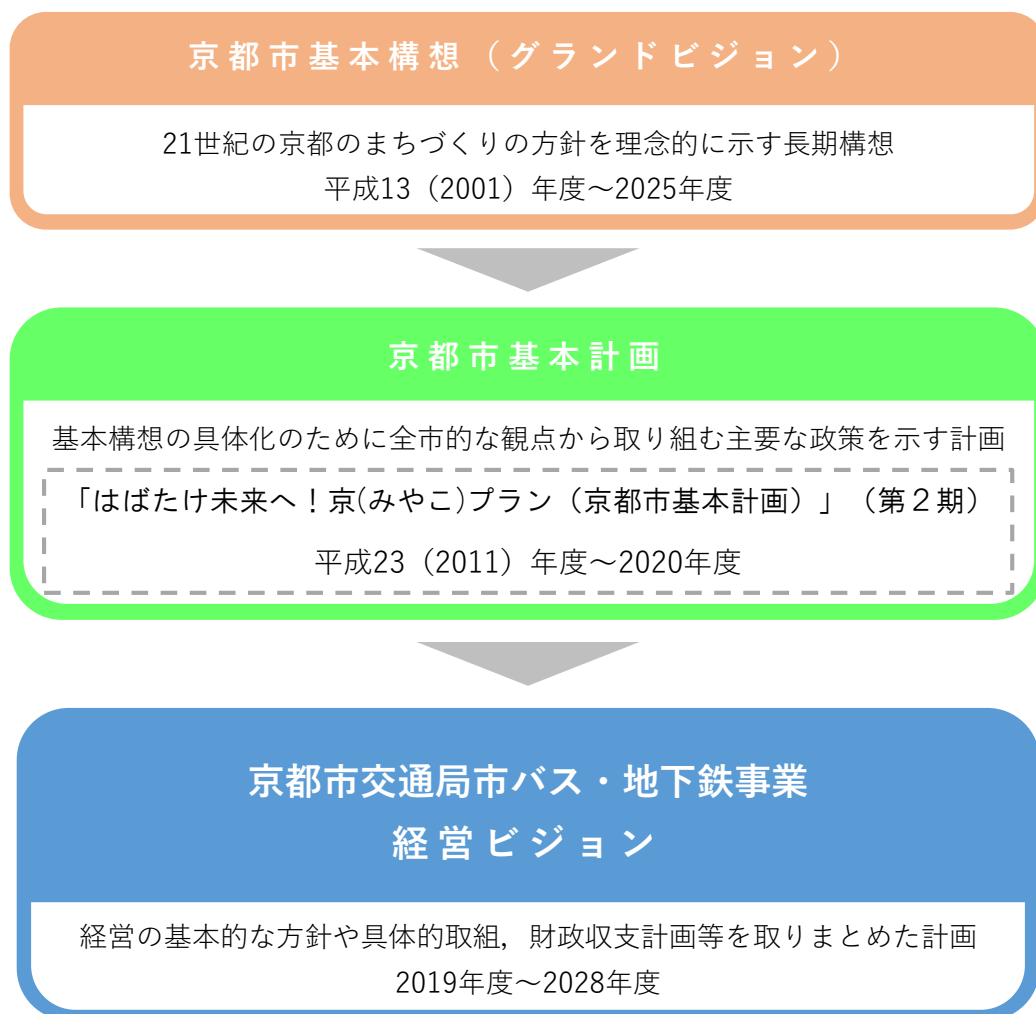 京都市基本構想（グランドビジョン）
21世紀の京都のまちづくりの方針を理念的に示す長期構想
平成13（2001）年度～2025年度
京都市基本計画
基本構想の具体化のために全市的な観点から取り組む主要な政策を示す計画
「はばたけ未来へ！京(みやこ)プラン（京都市基本計画）」（第２期）
平成23（2011）年度～2020年度
京都市交通局市バス・地下鉄事業
経営ビジョン
経営の基本的な方針や具体的取組，財政収支計画等を取りまとめた計画
2019年度～2028年度